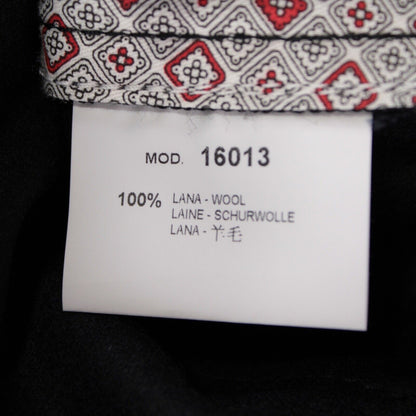 MOD. 16013
100% LANA - WOOL
LAINE - SCHURWOLLE
LANA - 羊毛